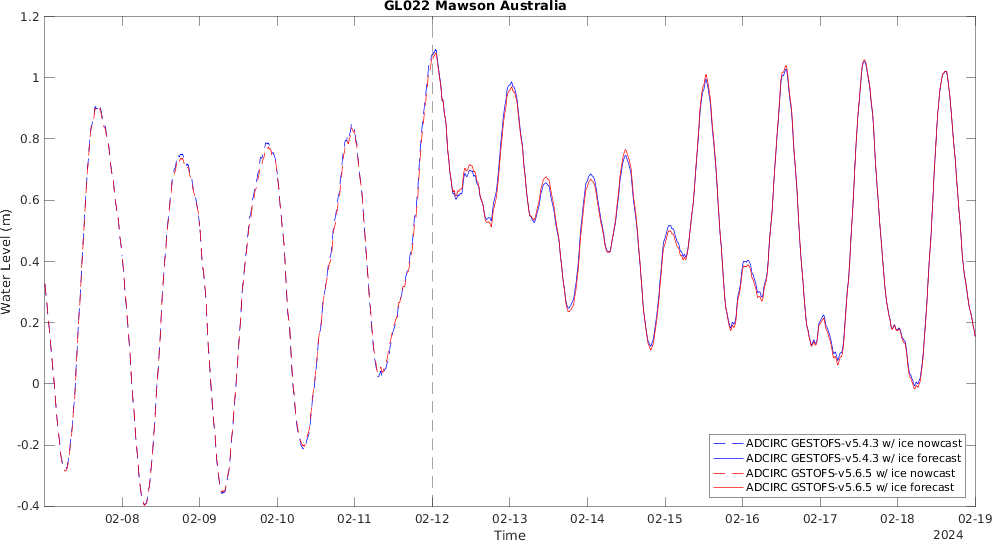 GL022 Mawson Australia
1.2
1
0.8
0.6
0.4
0.2
0
-0.2
-0.4
Water Level (m)
ADCIRC GESTOFS-v5.4.3 w/ ice nowcast
ADCIRC GESTOFS-v5.4.3 w/ ice forecast
ADCIRC GSTOFS-v5.6.5 w/ ice nowcast
ADCIRC GSTOFS-v5.6.5 w/ ice forecast
02-08 02-09 02-10 02-11 02-12 02-13 02-14 02-15 02-16 02-17 02-18 02-19
Time
2024